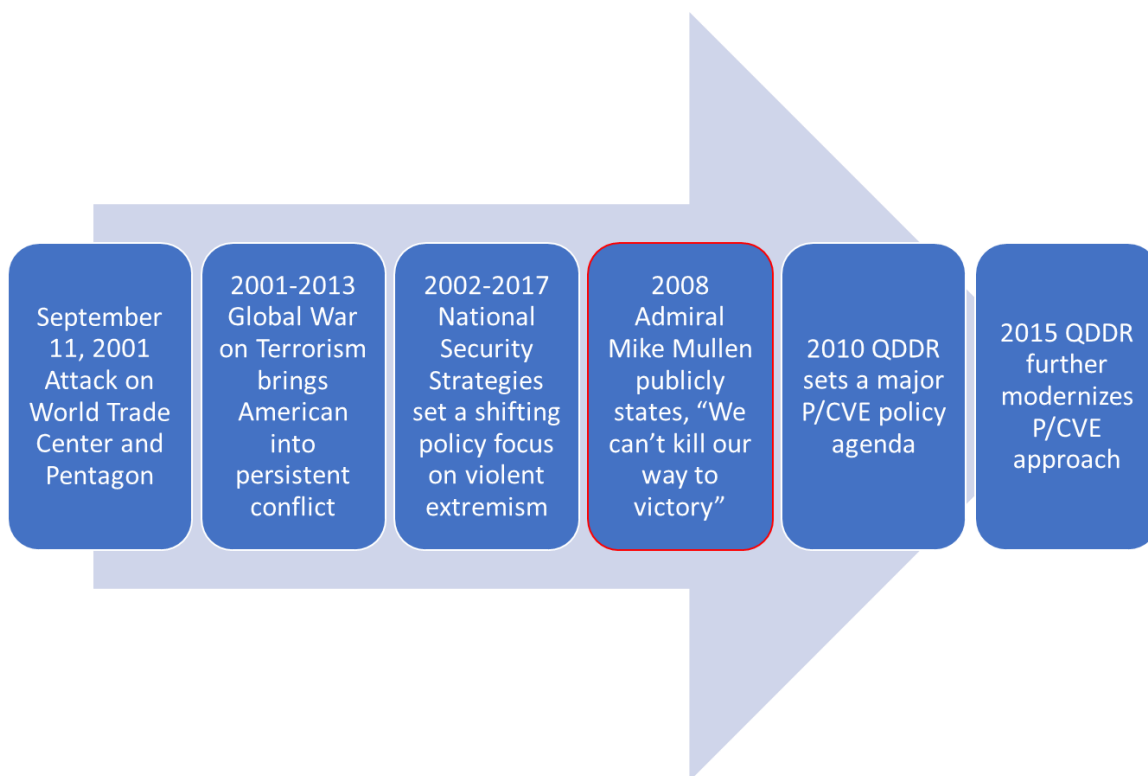 September
11, 2001
Attack on
World Trade
Center and
Pentagon
2001-2013
Global War
on Terrorism
brings
American
into
persistent
conflict
2002-2017
National
Security
Strategies
set a shifting
policy focus
on violent
extremism
2008
Admiral
Mike Mullen
publicly
states, “We
can’t kill our
way to
victory”
2010 QDDR
sets a major
P/CVE policy
agenda
2015 QDDR
further
modernizes
P/CVE
approach